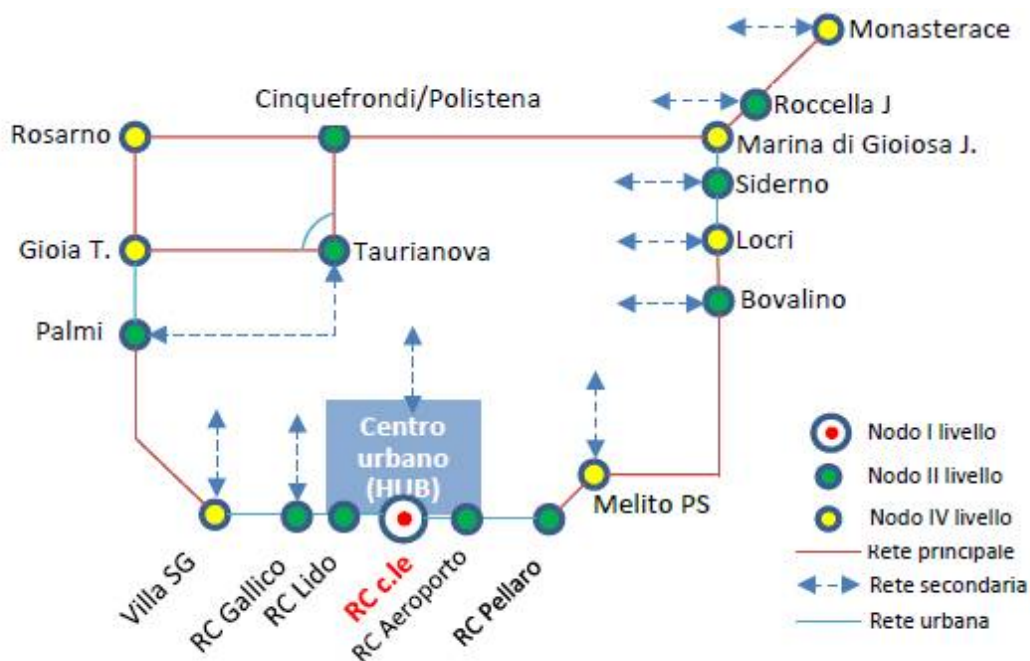 Monasterace
Roccella J
Cinquefrondi/Polistena
Rosarno
Marina di Gioiosa J.
Siderno
Gioia T.
Taurianova
Locri
Palmi
Bovalino
Centro
urbano
(HUB)
Melito PS
Villa SG
RC Gallico
RC Lido
RC c.le
RC Aeroporto
RC Pellaro
Nodo I livello
Nodo II livello
Nodo IV livello
Rete principale
Rete secondaria
Rete urbana